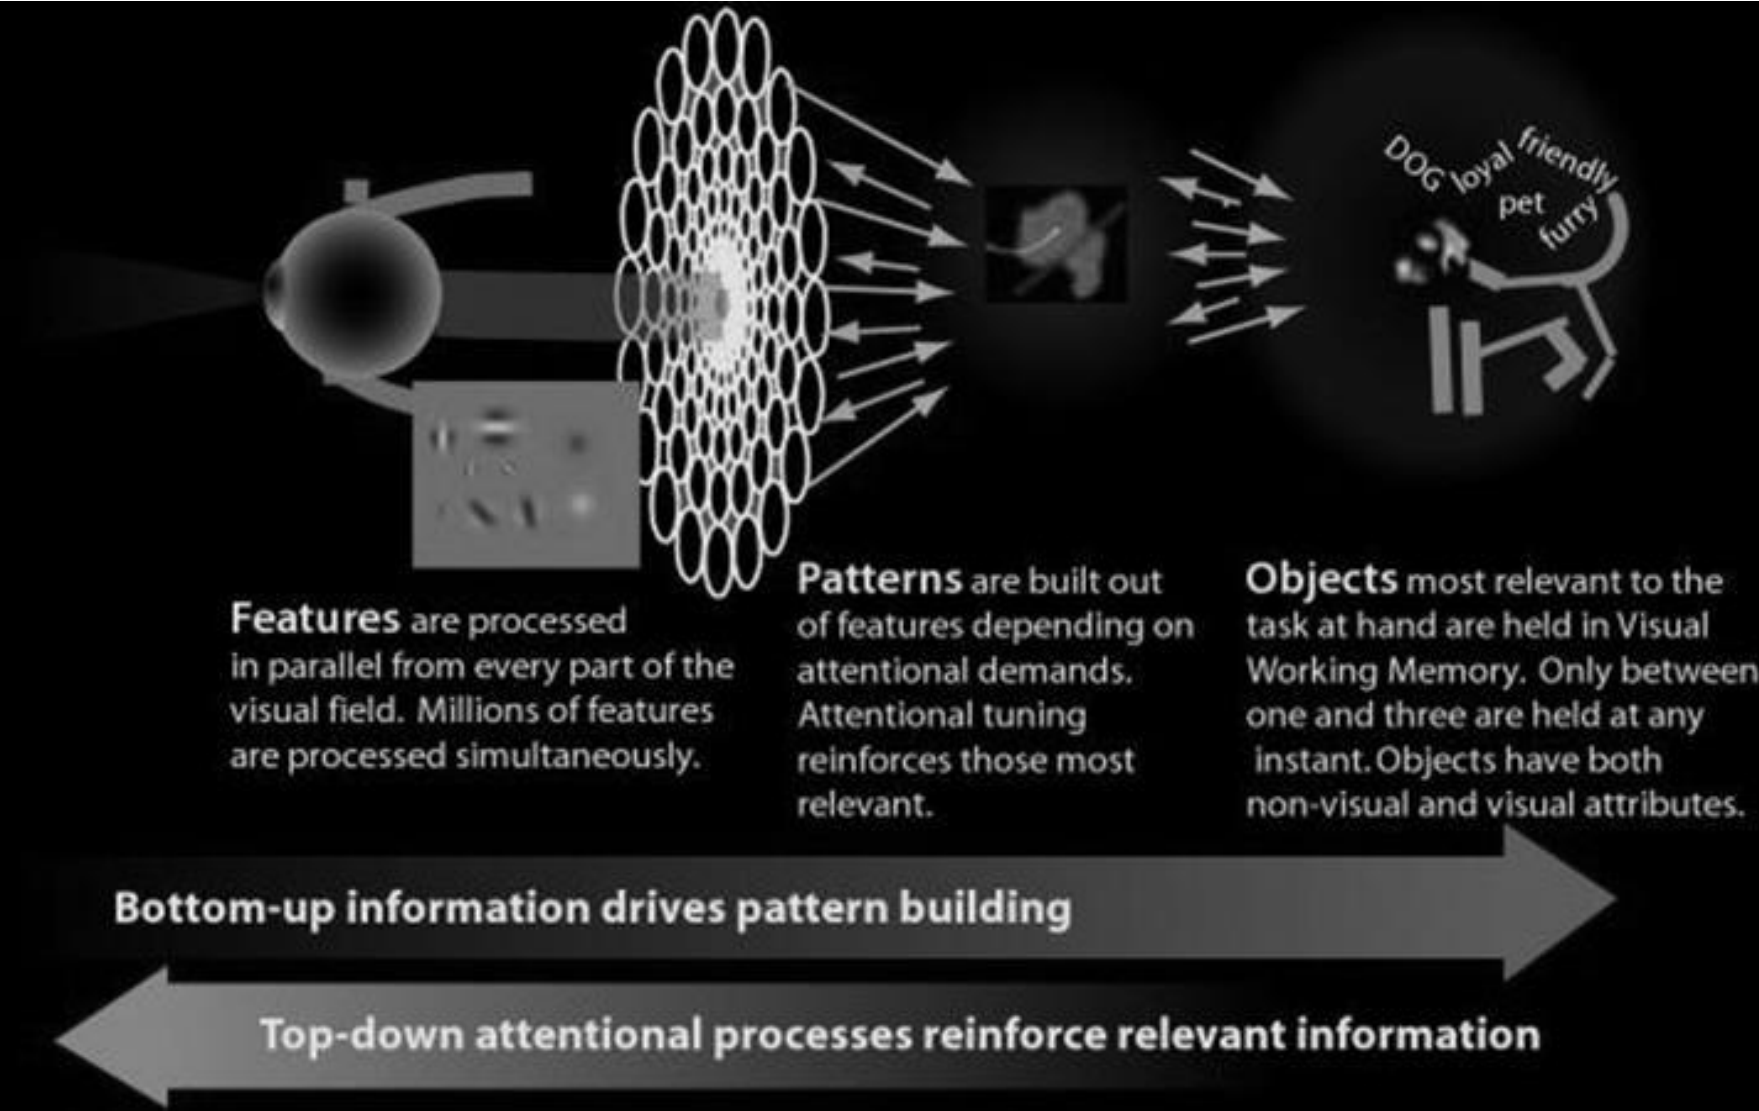 DOG
loyal
friendly
pet
furry
Features are processed
in parallel from every part of the
visual field. Millions of features
are processed simultaneously.
Patterns are built out
of features depending on
attentional demands.
Attentional tuning
reinforces those most
relevant.
Objects most relevant to the
task at hand are held in Visual
Working Memory. Only between
one and three are held at any
instant. Objects have both
non-visual and visual attributes.
Bottom-up information drives pattern building
Top-down attentional processes reinforce relevant information